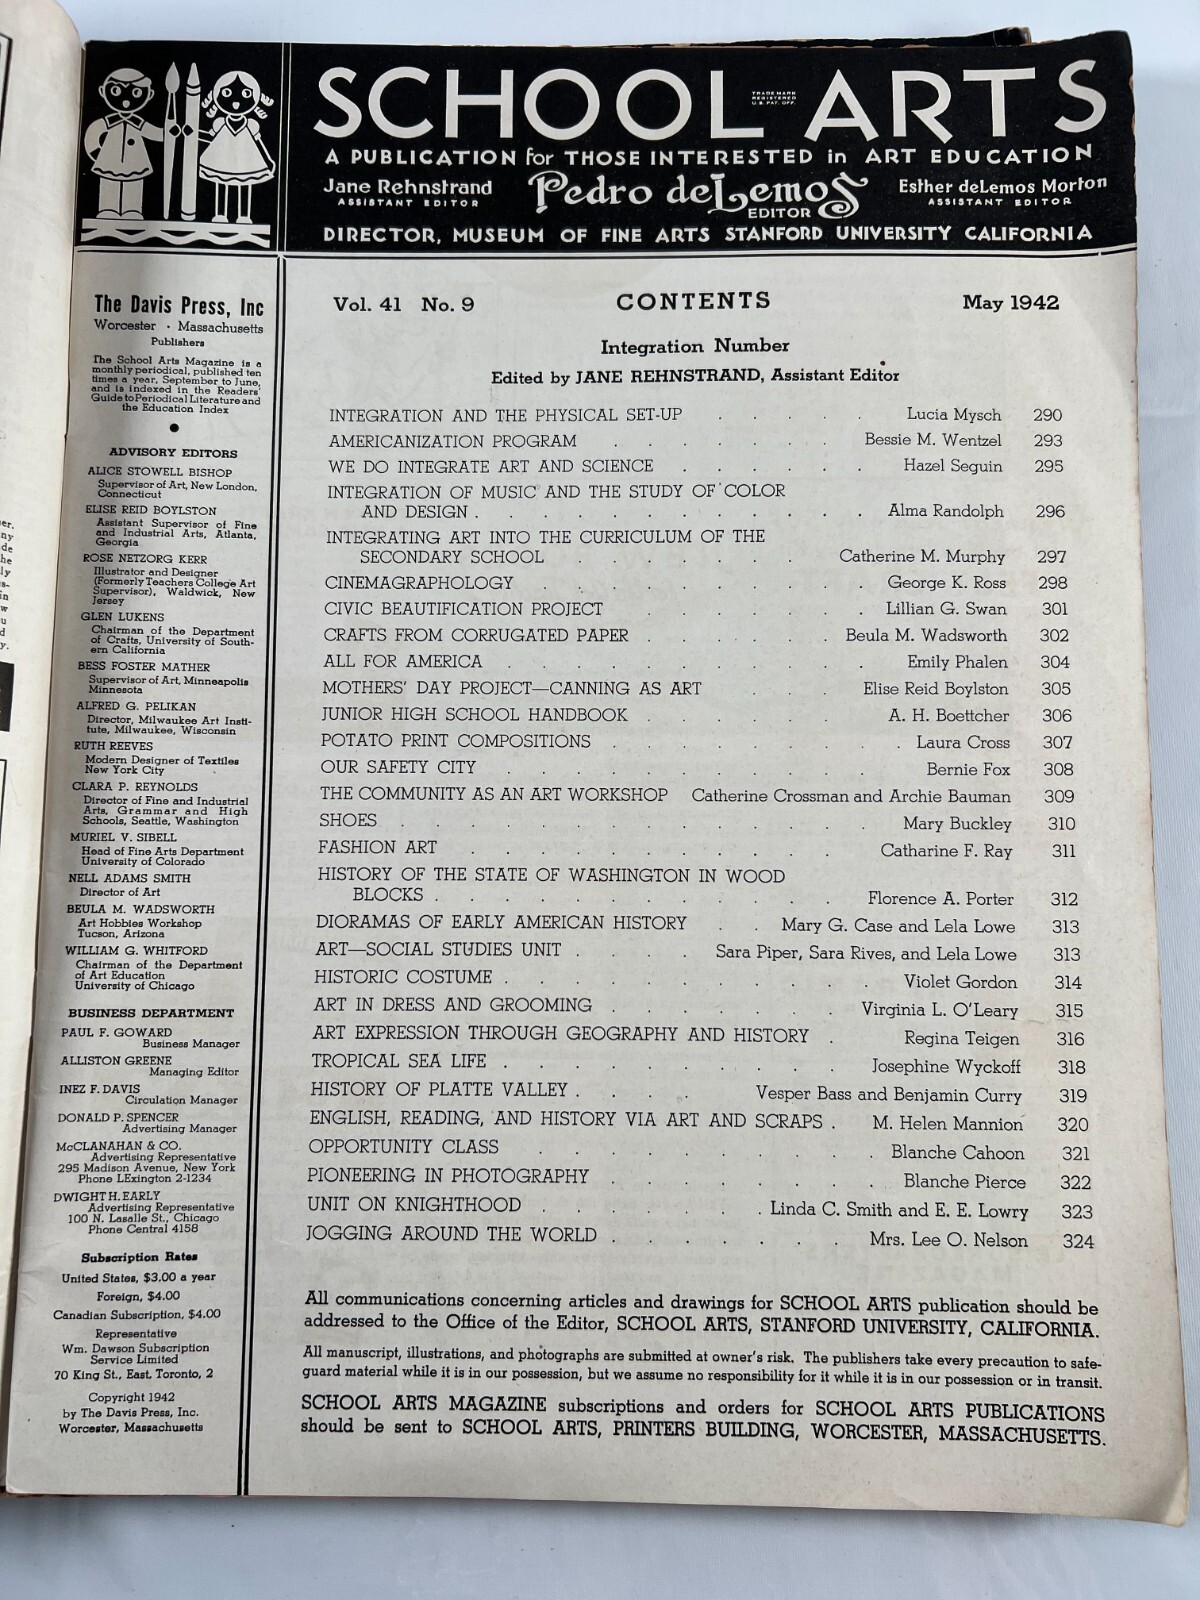 SCHOOL ARTS
TRADE MARK
REGISTERED
U.S. PAT. OFF.
A PUBLICATION for THOSE INTERESTED in ART EDUCATION
Jane Rehnstrand
ASSISTANT EDITOR
Pedro deLemos
EDITOR
Esther deLemos Morton
ASSISTANT EDITOR
DIRECTOR, MUSEUM OF FINE ARTS STANFORD UNIVERSITY CALIFORNIA
The Davis Press, Inc
Worcester · Massachusetts
Publishers
The School Arts Magazine is a
monthly periodical, published ten
times a year, September to June,
and is indexed in the Readers'
Guide to Periodical Literature and
the Education Index
ADVISORY EDITORS
ALICE STOWELL BISHOP
Supervisor of Art, New London,
Connecticut
ELISE REID BOYLSTON
Assistant Supervisor of Fine
and Industrial Arts, Atlanta,
Georgia
ROSE NETZORG KERR
Illustrator and Designer
(Formerly Teachers College Art
Supervisor), Waldwick, New
Jersey
GLEN LUKENS
Chairman of the Department
of Crafts, University of South-
ern California
BESS FOSTER MATHER
Supervisor of Art, Minneapolis
Minnesota
ALFRED G. PELIKAN
Director, Milwaukee Art Insti-
tute, Milwaukee, Wisconsin
RUTH REEVES
Modern Designer of Textiles
New York City
CLARA P. REYNOLDS
Director of Fine and Industrial
Arts, Grammar and High
Schools, Seattle, Washington
MURIEL V. SIBELL
Head of Fine Arts Department
University of Colorado
NELL ADAMS SMITH
Director of Art
BEULA M. WADSWORTH
Art Hobbies Workshop
Tucson, Arizona
WILLIAM G. WHITFORD
Chairman of the Department
of Art Education
University of Chicago
BUSINESS DEPARTMENT
PAUL F. GOWARD
Business Manager
ALLISTON GREENE
Managing Editor
INEZ F. DAVIS
Circulation Manager
DONALD P. SPENCER
Advertising Manager
McCLANAHAN & CO.
Advertising Representative
295 Madison Avenue, New York
Phone LExington 2-1234
DWIGHT H. EARLY
Advertising Representative
100 N. Lasalle St., Chicago
Phone Central 4158
Subscription Rates
United States, $3.00 a year
Foreign, $4.00
Canadian Subscription, $4.00
Representative
Wm. Dawson Subscription
Service Limited
70 King St., East, Toronto, 2
Copyright 1942
by The Davis Press, Inc.
Worcester, Massachusetts
Vol. 41 No. 9 CONTENTS May 1942
Integration Number
Edited by JANE REHNSTRAND, Assistant Editor
INTEGRATION AND THE PHYSICAL SET-UP . . . . . Lucia Mysch 290
AMERICANIZATION PROGRAM . . . . . . . Bessie M. Wentzel 293
WE DO INTEGRATE ART AND SCIENCE . . . . . . Hazel Seguin 295
INTEGRATION OF MUSIC AND THE STUDY OF COLOR
AND DESIGN . . . . . . . . . . . Alma Randolph 296
INTEGRATING ART INTO THE CURRICULUM OF THE
SECONDARY SCHOOL . . . . . . . Catherine M. Murphy 297
CINEMAGRAPHOLOGY . . . . . . . . . . George K. Ross 298
CIVIC BEAUTIFICATION PROJECT . . . . . . Lillian G. Swan 301
CRAFTS FROM CORRUGATED PAPER . . . . . Beula M. Wadsworth 302
ALL FOR AMERICA . . . . . . . . . . . Emily Phalen 304
MOTHERS' DAY PROJECT—CANNING AS ART . . . Elise Reid Boylston 305
JUNIOR HIGH SCHOOL HANDBOOK . . . . . . A. H. Boettcher 306
POTATO PRINT COMPOSITIONS . . . . . . . . Laura Cross 307
OUR SAFETY CITY . . . . . . . . . . . Bernie Fox 308
THE COMMUNITY AS AN ART WORKSHOP Catherine Crossman and Archie Bauman 309
SHOES . . . . . . . . . . . . . Mary Buckley 310
FASHION ART . . . . . . . . . . . Catharine F. Ray 311
HISTORY OF THE STATE OF WASHINGTON IN WOOD
BLOCKS . . . . . . . . . . . . Florence A. Porter 312
DIORAMAS OF EARLY AMERICAN HISTORY . . Mary G. Case and Lela Lowe 313
ART—SOCIAL STUDIES UNIT . . . . Sara Piper, Sara Rives, and Lela Lowe 313
HISTORIC COSTUME . . . . . . . . . . . Violet Gordon 314
ART IN DRESS AND GROOMING . . . . . . . Virginia L. O'Leary 315
ART EXPRESSION THROUGH GEOGRAPHY AND HISTORY . Regina Teigen 316
TROPICAL SEA LIFE . . . . . . . . . . Josephine Wyckoff 318
HISTORY OF PLATTE VALLEY . . . . Vesper Bass and Benjamin Curry 319
ENGLISH, READING, AND HISTORY VIA ART AND SCRAPS . M. Helen Mannion 320
OPPORTUNITY CLASS . . . . . . . . . . Blanche Cahoon 321
PIONEERING IN PHOTOGRAPHY . . . . . . . . Blanche Pierce 322
UNIT ON KNIGHTHOOD . . . . . . . Linda C. Smith and E. E. Lowry 323
JOGGING AROUND THE WORLD . . . . . . . Mrs. Lee O. Nelson 324
All communications concerning articles and drawings for SCHOOL ARTS publication should be
addressed to the Office of the Editor, SCHOOL ARTS, STANFORD UNIVERSITY, CALIFORNIA.
All manuscript, illustrations, and photographs are submitted at owner's risk. The publishers take every precaution to safe-
guard material while it is in our possession, but we assume no responsibility for it while it is in our possession or in transit.
SCHOOL ARTS MAGAZINE subscriptions and orders for SCHOOL ARTS PUBLICATIONS
should be sent to SCHOOL ARTS, PRINTERS BUILDING, WORCESTER, MASSACHUSETTS.